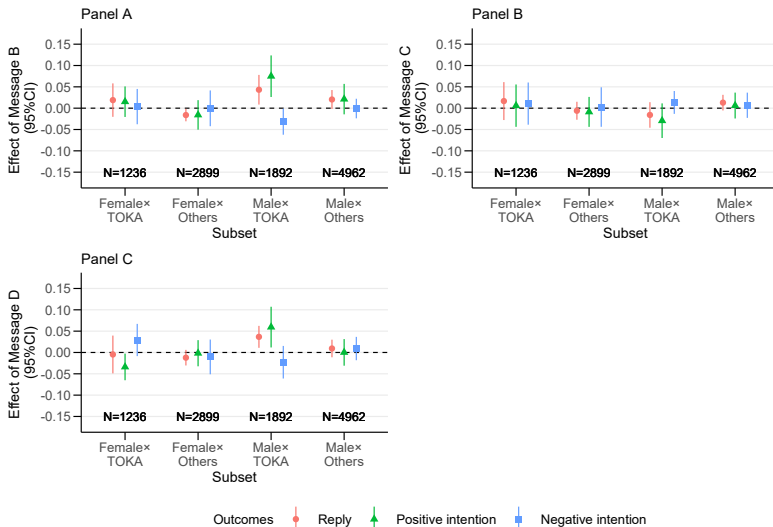 Panel A
Effect of Message B
(95%CI)
0.15
0.10
0.05
0.00
-0.05
-0.10
-0.15
N=1236 N=2899 N=1892 N=4962
Female× Female× Male× Male×
TOKA Others TOKA Others
Subset
Panel B
Effect of Message C
(95%CI)
0.15
0.10
0.05
0.00
-0.05
-0.10
-0.15
N=1236 N=2899 N=1892 N=4962
Female× Female× Male× Male×
TOKA Others TOKA Others
Subset
Panel C
Effect of Message D
(95%CI)
0.15
0.10
0.05
0.00
-0.05
-0.10
-0.15
N=1236 N=2899 N=1892 N=4962
Female× Female× Male× Male×
TOKA Others TOKA Others
Subset
Outcomes Reply Positive intention Negative intention